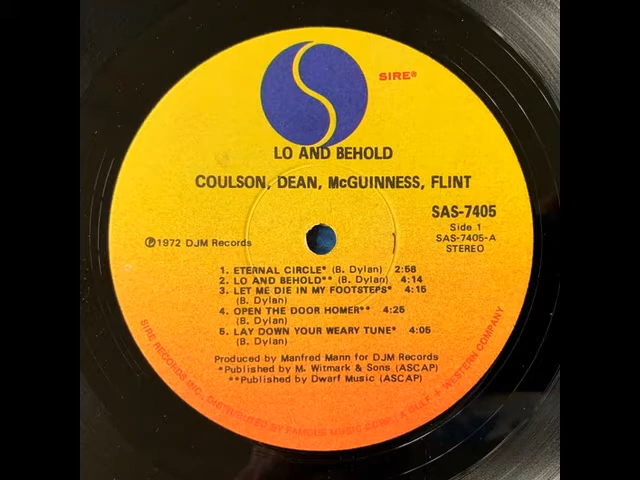 SIRE®
LO AND BEHOLD
COULSON, DEAN, McGUINNESS, FLINT
SAS-7405
Side 1
SAS-7405-A
STEREO
℗1972 DJM Records
1. ETERNAL CIRCLE* (B. Dylan) 2:58
2. LO AND BEHOLD** (B. Dylan) 4:14
3. LET ME DIE IN MY FOOTSTEPS* 4:15
(B. Dylan)
4. OPEN THE DOOR HOMER** 4:25
(B. Dylan)
5. LAY DOWN YOUR WEARY TUNE* 4:05
(B. Dylan)
Produced by Manfred Mann for DJM Records
*Published by M. Witmark & Sons (ASCAP)
**Published by Dwarf Music (ASCAP)
SIRE RECORDS INC., DISTRIBUTED BY FAMOUS MUSIC CORP./ A GULF + WESTERN COMPANY